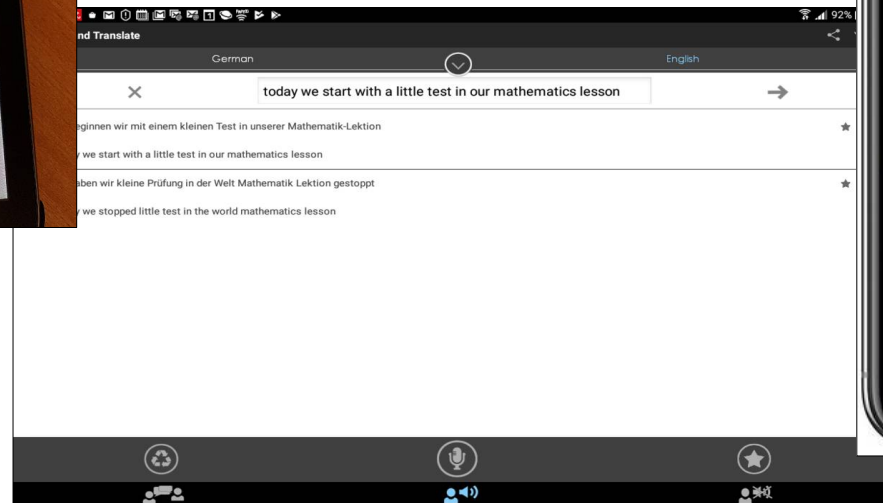 92%
nd Translate
German English
today we start with a little test in our mathematics lesson
eginnen wir mit einem kleinen Test in unserer Mathematik-Lektion
y we start with a little test in our mathematics lesson
aben wir kleine Prüfung in der Welt Mathematik Lektion gestoppt
y we stopped little test in the world mathematics lesson